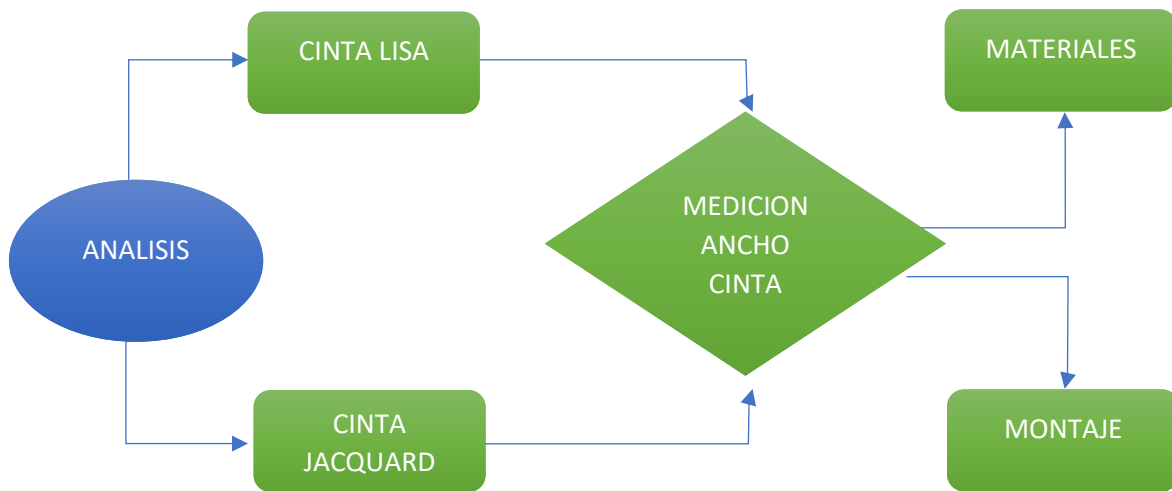 CINTA LISA
MATERIALES
ANALISIS
MEDICION
ANCHO
CINTA
CINTA
JACQUARD
MONTAJE